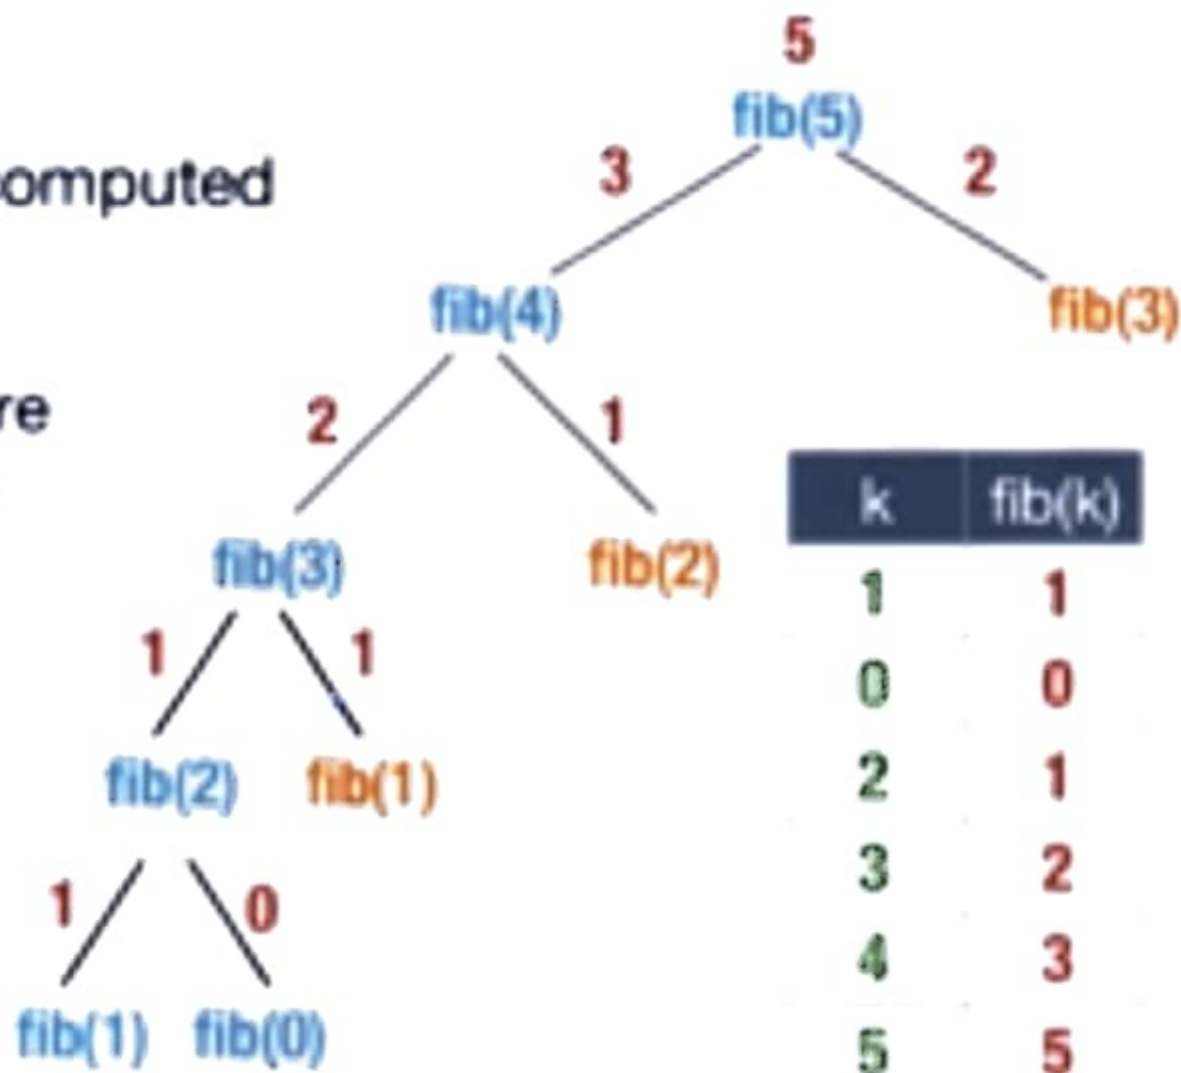 5
fib(5)
3 2
computed
fib(4) fib(3)
2 1
re
k fib(k)
fib(3) fib(2)
1 1
1 1
0 0
fib(2) fib(1)
2 1
3 2
1 0
4 3
fib(1) fib(0)
5 5